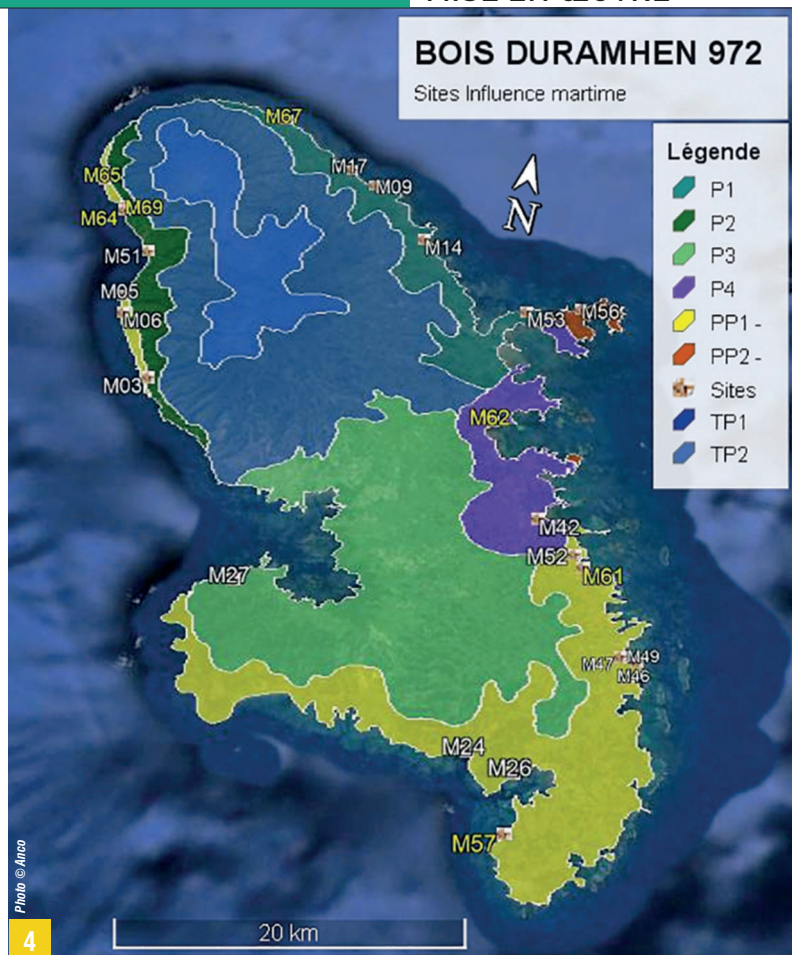 BOIS DURAMHEN 972
Sites Influence martime
Légende
P1
P2
P3
P4
PP1 -
PP2 -
Sites
TP1
TP2
N
M67
M65
M17
M09
M64
M69
M14
M51
M05
M06
M53
M56
M03
M62
M42
M52
M61
M27
M47
M49
M46
M24
M26
M57
20 km
Photo © Anco
4